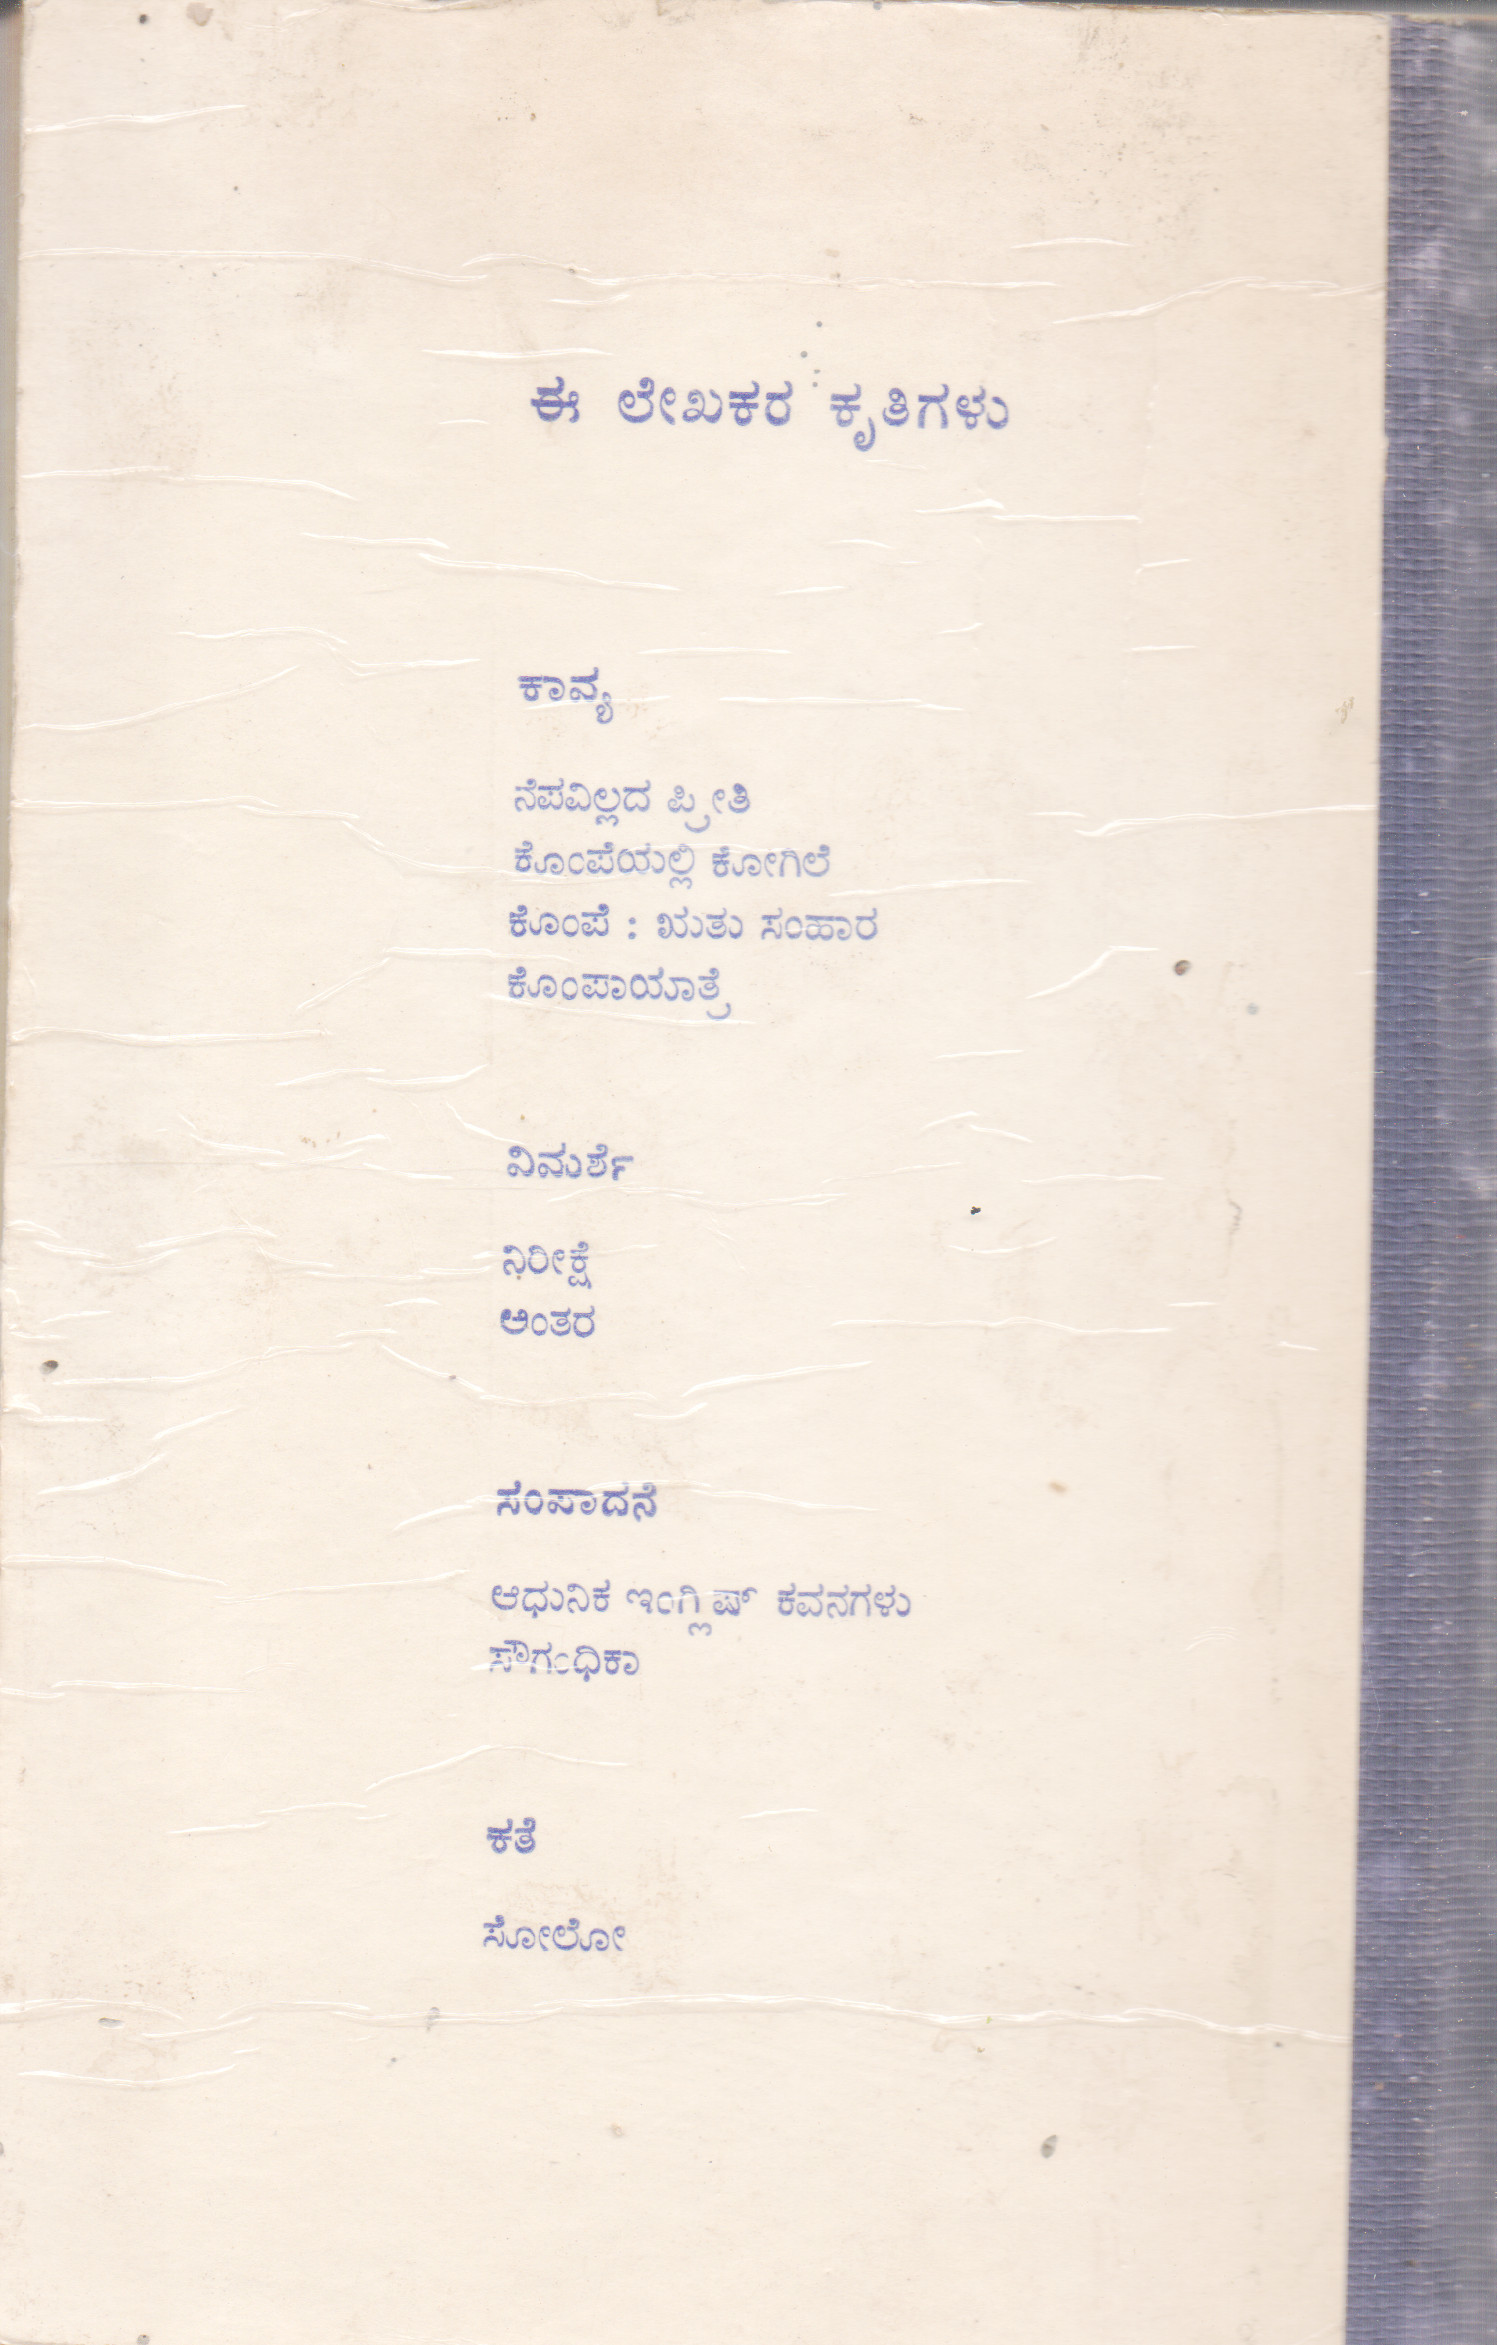 ಈ ಲೇಖಕರ ಕೃತಿಗಳು
ಕಾವ್ಯ
ನೆಪವಿಲ್ಲದ ಪ್ರೀತಿ
ಕೊಂಪೆಯಲ್ಲಿ ಕೋಗಿಲೆ
ಕೊಂಪೆ : ಋತು ಸಂಹಾರ
ಕೊಂಪಾಯಾತ್ರೆ
ವಿಮರ್ಶೆ
ನಿರೀಕ್ಷೆ
ಅಂತರ
ಸಂಪಾದನೆ
ಆಧುನಿಕ ಇಂಗ್ಲಿಷ್ ಕವನಗಳು
ಸೌಗಂಧಿಕಾ
ಕತೆ
ಸೋಲೋ